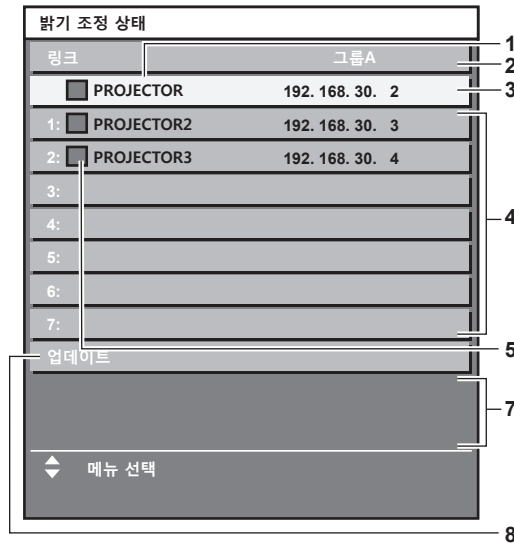 밝기 조정 상태
링크 그룹A
PROJECTOR 192. 168. 30. 2
1: PROJECTOR2 192. 168. 30. 3
2: PROJECTOR3 192. 168. 30. 4
3:
4:
5:
6:
7:
업데이트
메뉴 선택
1
2
3
4
5
7
8